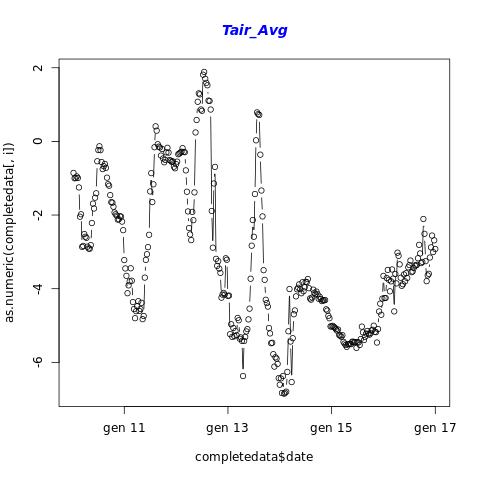 Tair_Avg
as.numeric(completedata[, i])
2
0
-2
-4
-6
gen 11
gen 13
gen 15
gen 17
completedata$date